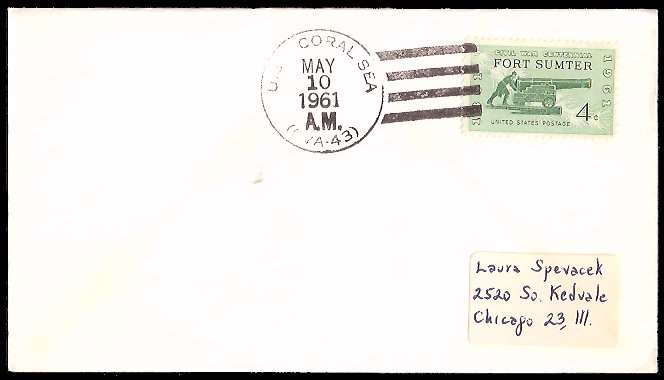 U.S. CORAL SEA
MAY
10
1961
A.M.
(CVA-43)
CIVIL WAR CENTENNIAL
FORT SUMTER
1961
4¢
UNITED STATES POSTAGE
Laura Spevacek
2520 So. Kedvale
Chicago 23, Ill.